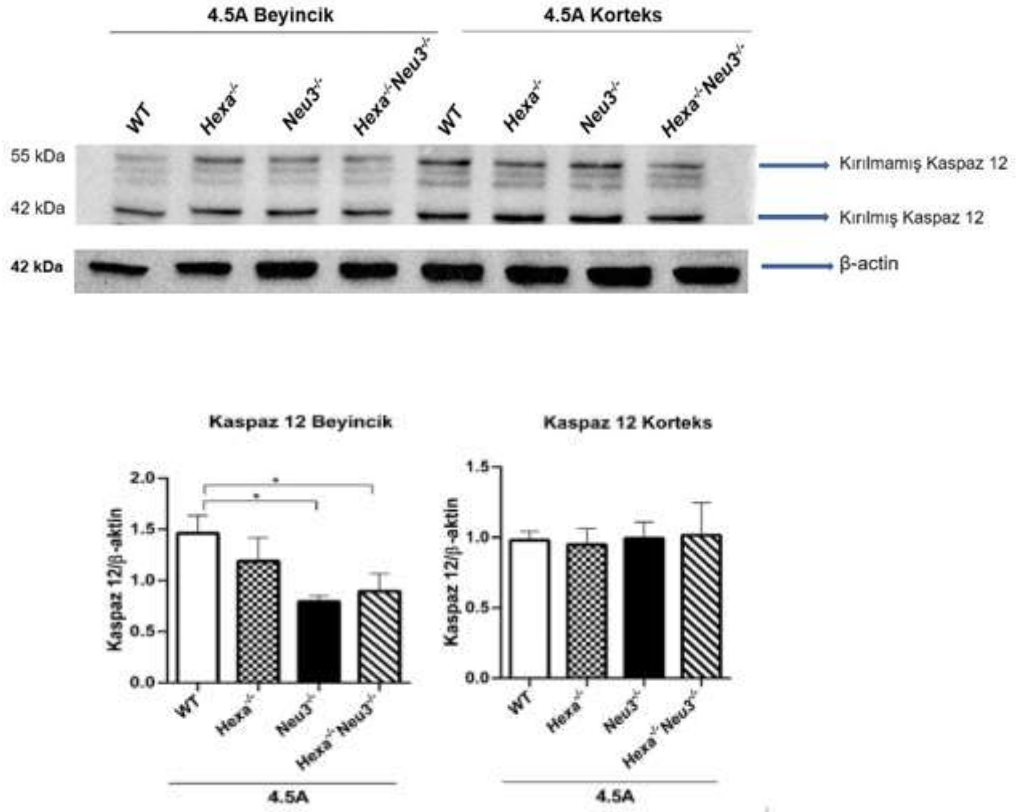 4.5A Beyincik 4.5A Korteks
WT Hexa-/- Neu3-/- Hexa-/-Neu3-/- WT Hexa-/- Neu3-/- Hexa-/-Neu3-/-
55 kDa Kırılmamış Kaspaz 12
42 kDa Kırılmış Kaspaz 12
42 kDa β-actin
Kaspaz 12 Beyincik
Kaspaz 12/β-aktin
2.0
1.5
1.0
0.5
0.0
* *
WT Hexa-/- Neu3-/- Hexa-/-Neu3-/-
4.5A
Kaspaz 12 Korteks
Kaspaz 12/β-aktin
1.5
1.0
0.5
0.0
WT Hexa-/- Neu3-/- Hexa-/-Neu3-/-
4.5A